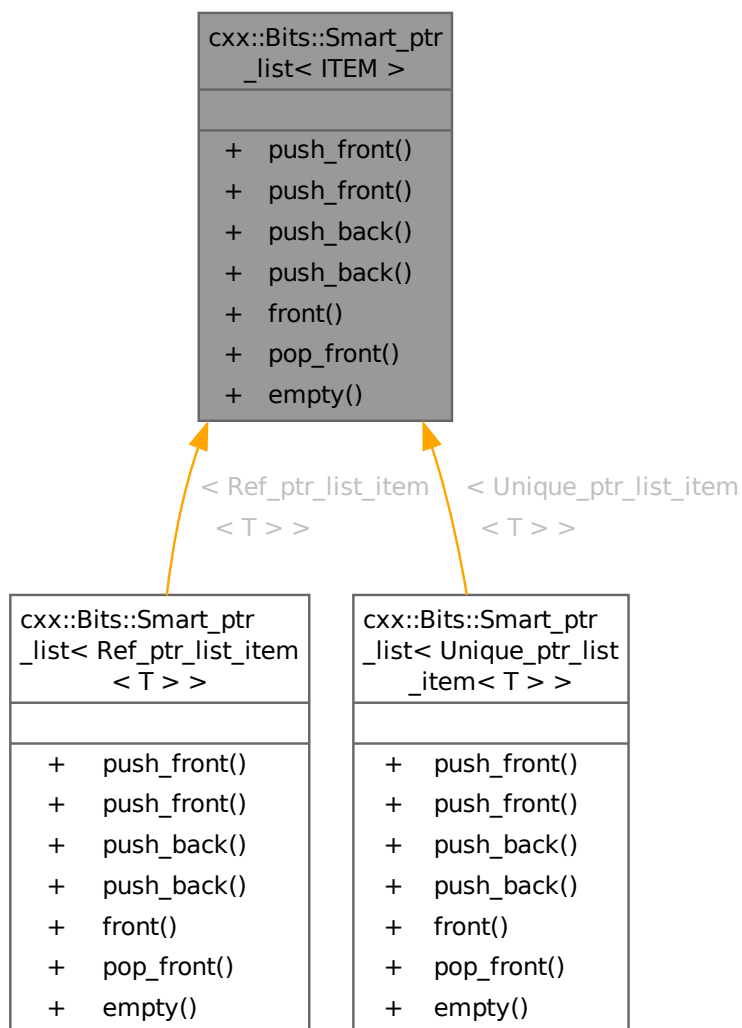 cxx::Bits::Smart_ptr
_list< ITEM >
+ push_front()
+ push_front()
+ push_back()
+ push_back()
+ front()
+ pop_front()
+ empty()
< Ref_ptr_list_item
< T > >
< Unique_ptr_list_item
< T > >
cxx::Bits::Smart_ptr
_list< Ref_ptr_list_item
< T > >
+ push_front()
+ push_front()
+ push_back()
+ push_back()
+ front()
+ pop_front()
+ empty()
cxx::Bits::Smart_ptr
_list< Unique_ptr_list
_item< T > >
+ push_front()
+ push_front()
+ push_back()
+ push_back()
+ front()
+ pop_front()
+ empty()